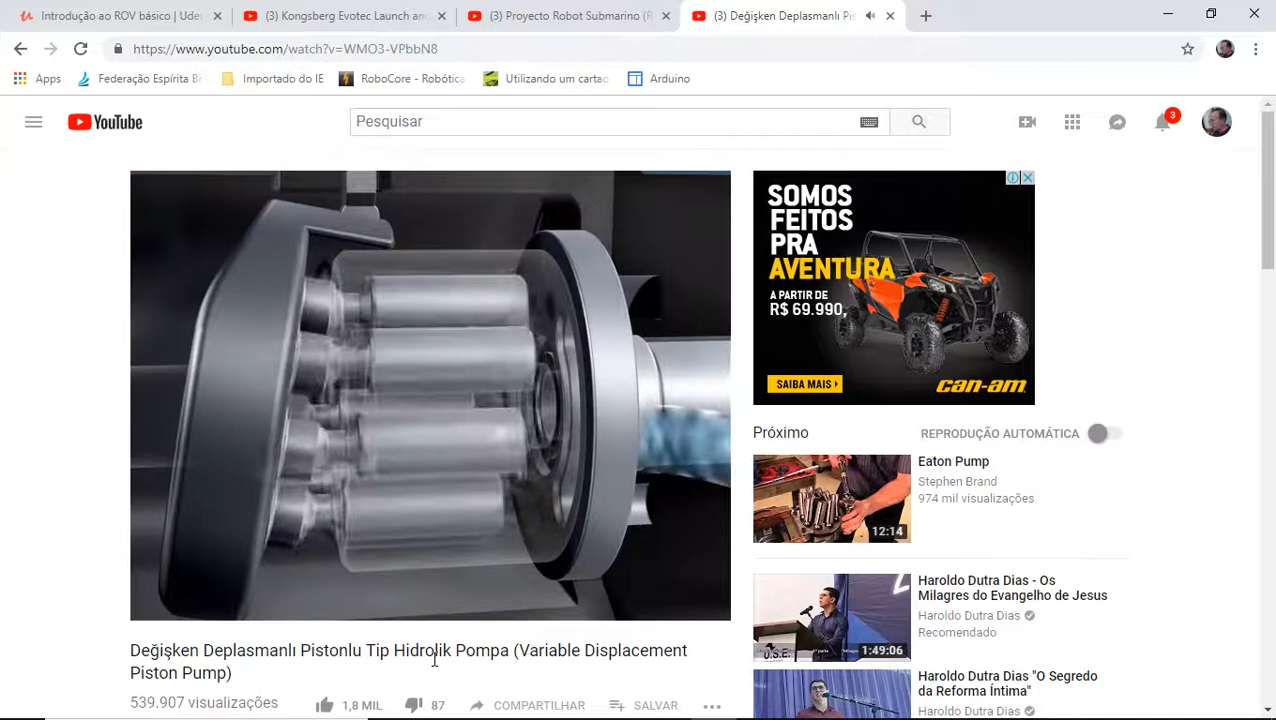 Introdução ao ROV básico | Uder
(3) Kongsberg Evotec Launch an
(3) Proyecto Robot Submarino (R
(3) Değişken Deplasmanlı Pis
https://www.youtube.com/watch?v=WMO3-VPbbN8
Apps
Federação Espírita Br
Importado do IE
RoboCore - Robótica
Utilizando um cartao
Arduino
YouTube
Pesquisar
3
SOMOS
FEITOS
PRA
AVENTURA
A PARTIR DE
R$ 69.990,
SAIBA MAIS
can-am
Próximo
REPRODUÇÃO AUTOMÁTICA
Eaton Pump
Stephen Brand
974 mil visualizações
12:14
Haroldo Dutra Dias - Os
Milagres do Evangelho de Jesus
Haroldo Dutra Dias
Recomendado
U.S.E.
1:49:06
Haroldo Dutra Dias "O Segredo
da Reforma Íntima"
Haroldo Dutra Dias
Değişken Deplasmanlı Pistonlu Tip Hidrolik Pompa (Variable Displacement
Piston Pump)
539.907 visualizações
1,8 MIL
87
COMPARTILHAR
SALVAR